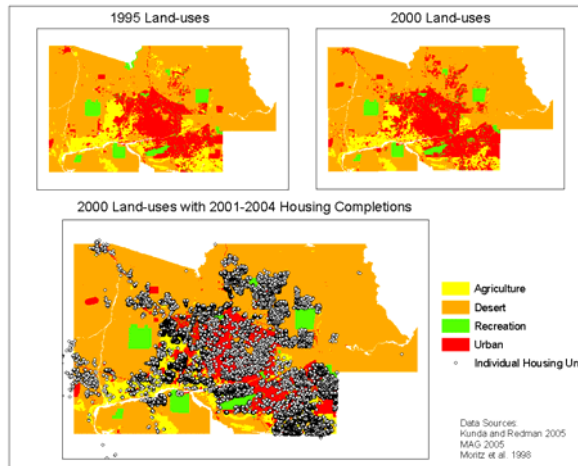 1995 Land-uses
2000 Land-uses
2000 Land-uses with 2001-2004 Housing Completions
Agriculture
Desert
Recreation
Urban
Individual Housing Un
Data Sources:
Kunda and Redman 2005
MAG 2005
Moritz et al. 1998